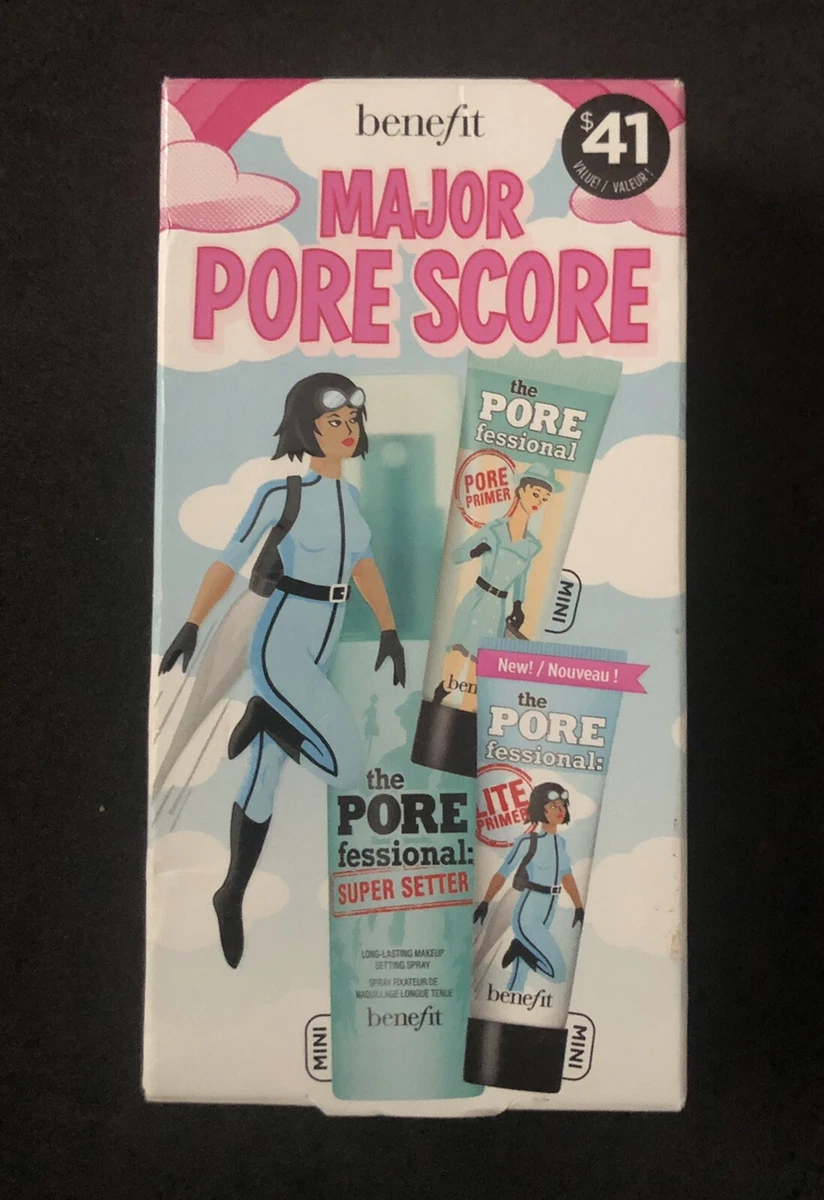 benefit
$41
VALUE! / VALEUR!
MAJOR
PORE SCORE
the
PORE
fessional
PORE
PRIMER
MINI
ben
New! / Nouveau !
the
PORE
fessional:
LITE
PRIMER
benefit
MINI
the
PORE
fessional:
SUPER SETTER
LONG-LASTING MAKEUP
SETTING SPRAY
SPRAY FIXATEUR DE
MAQUILLAGE LONGUE TENUE
benefit
MINI